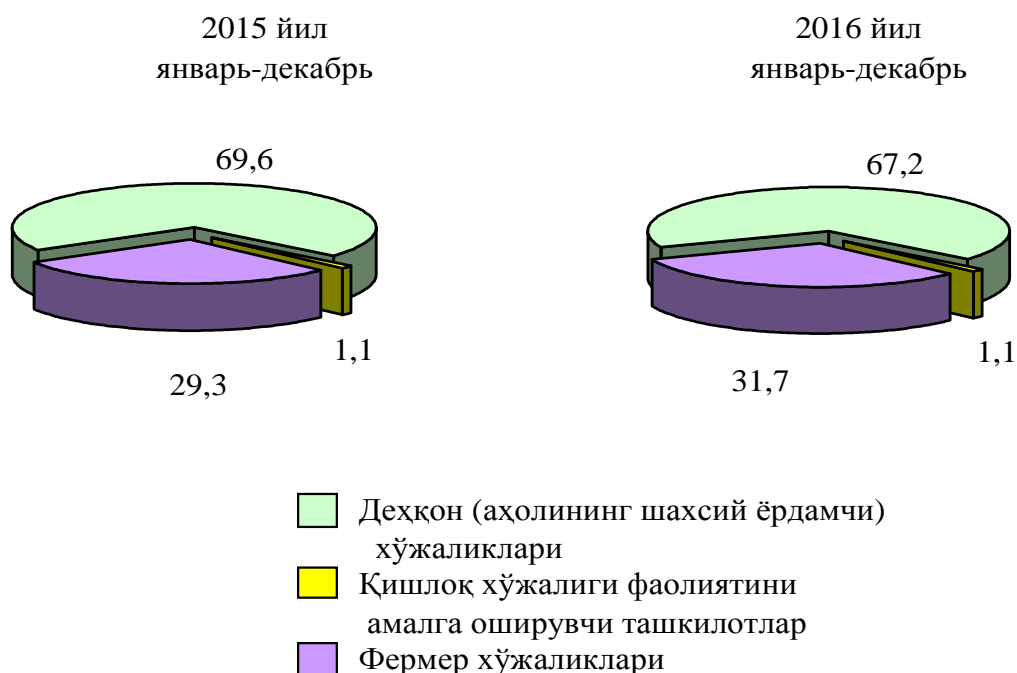 2015 йил
январь-декабрь
2016 йил
январь-декабрь
69,6
67,2
1,1
29,3
1,1
31,7
Деҳқон (аҳолининг шахсий ёрдамчи)
хўжаликлари
Қишлоқ хўжалиги фаолиятини
амалга оширувчи ташкилотлар
Фермер хўжаликлари